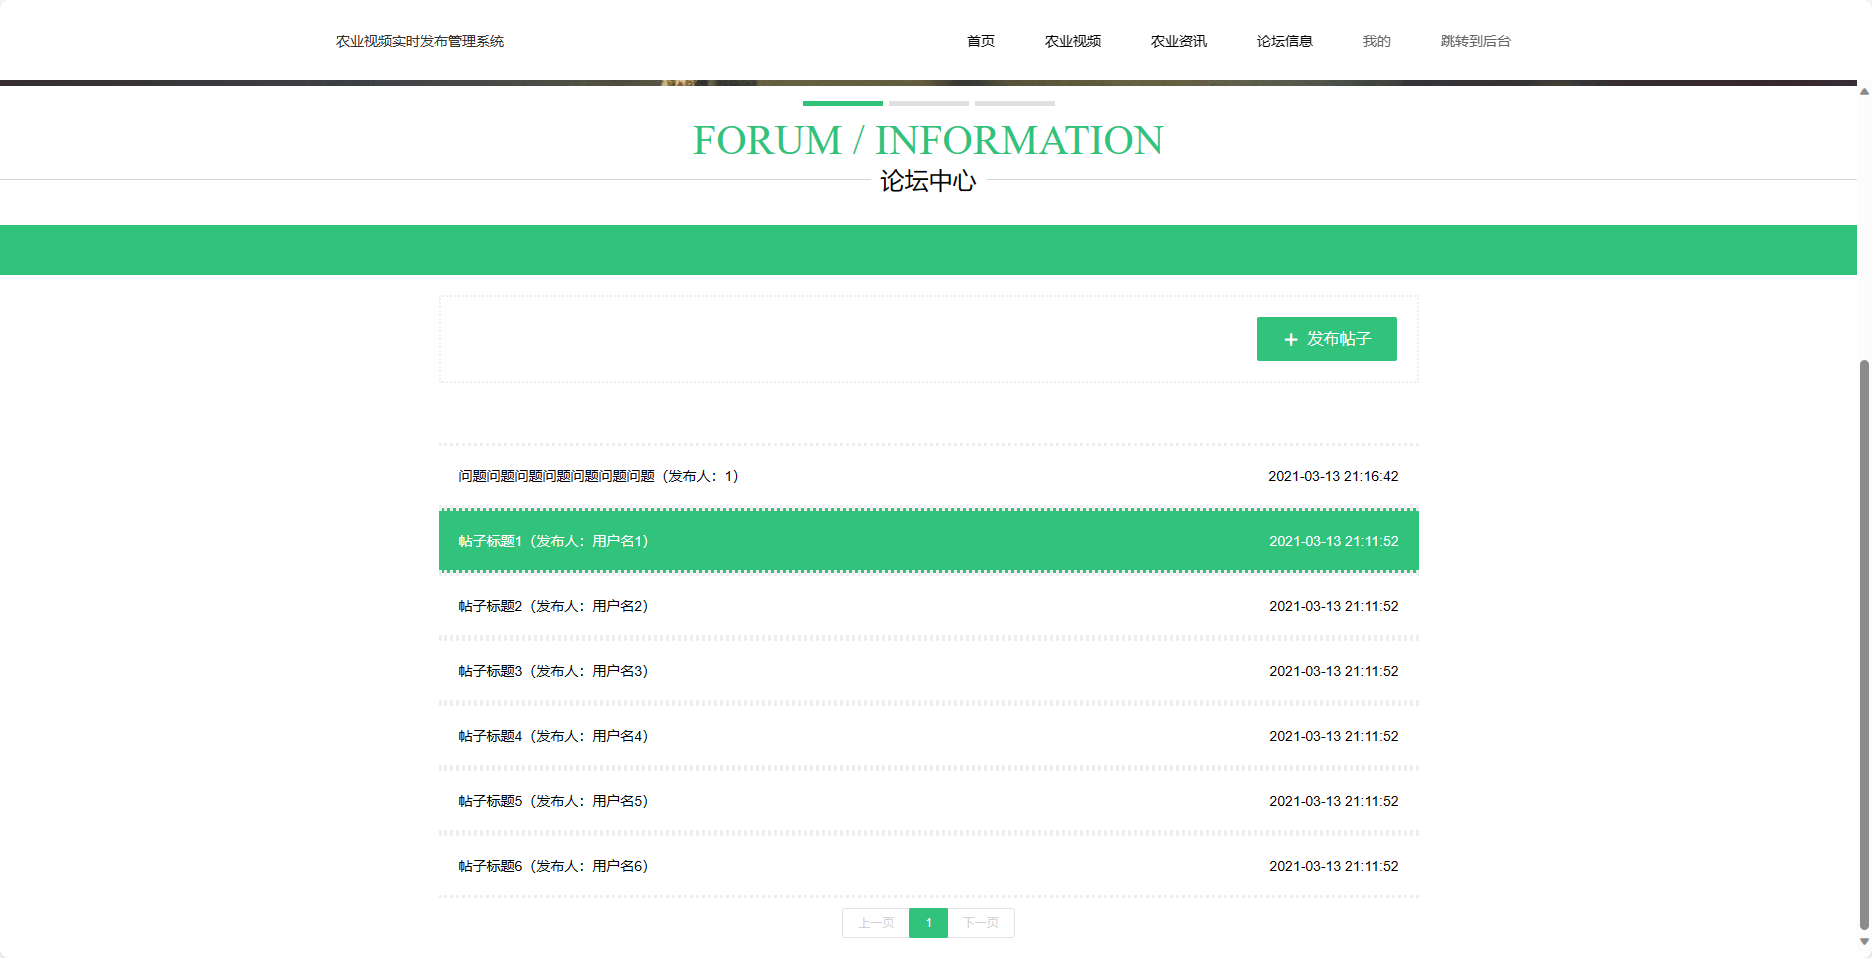 农业视频实时发布管理系统 首页 农业视频 农业资讯 论坛信息 我的 跳转到后台
FORUM / INFORMATION
论坛中心
+ 发布帖子
问题问题问题问题问题问题问题（发布人：1） 2021-03-13 21:16:42
帖子标题1（发布人：用户名1） 2021-03-13 21:11:52
帖子标题2（发布人：用户名2） 2021-03-13 21:11:52
帖子标题3（发布人：用户名3） 2021-03-13 21:11:52
帖子标题4（发布人：用户名4） 2021-03-13 21:11:52
帖子标题5（发布人：用户名5） 2021-03-13 21:11:52
帖子标题6（发布人：用户名6） 2021-03-13 21:11:52
上一页 1 下一页